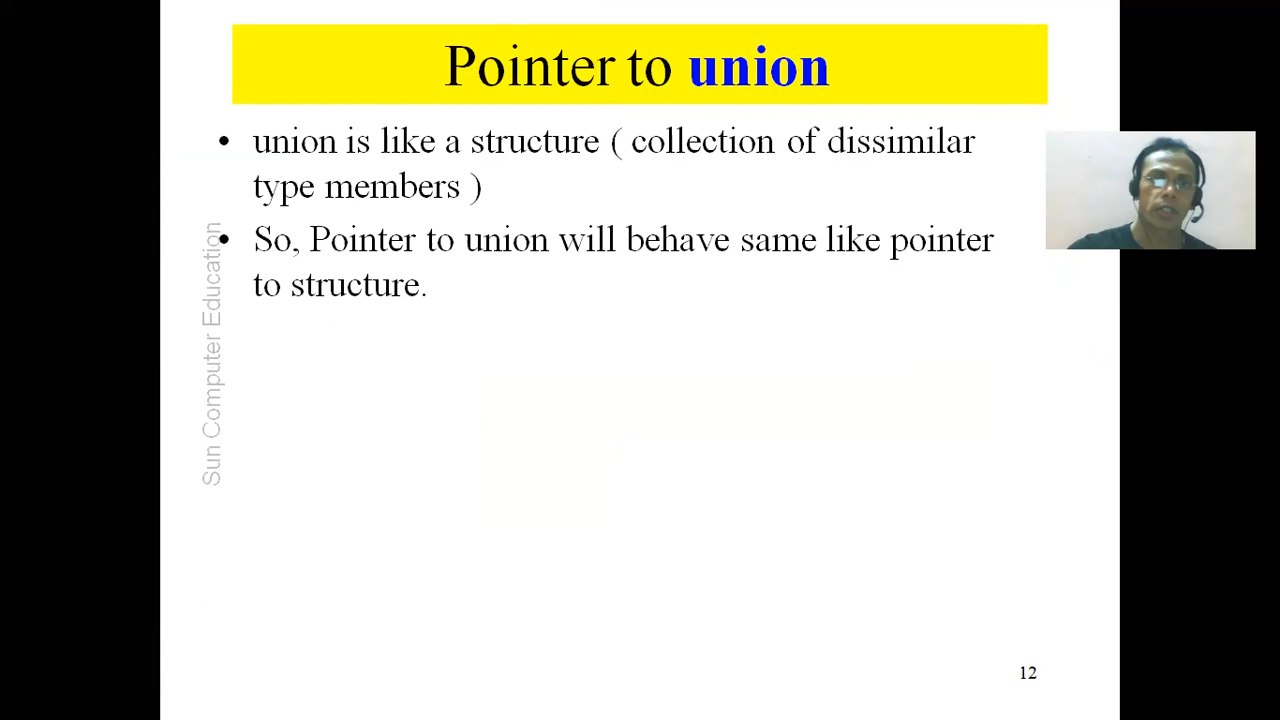 Pointer to union
• union is like a structure ( collection of dissimilar
type members )
• So, Pointer to union will behave same like pointer
to structure.
Sun Computer Education
12